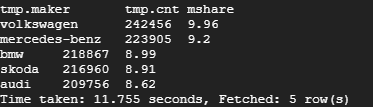 tmp.maker tmp.cnt mshare
volkswagen 242456 9.96
mercedes-benz 223905 9.2
bmw 218867 8.99
skoda 216960 8.91
audi 209756 8.62
Time taken: 11.755 seconds, Fetched: 5 row(s)